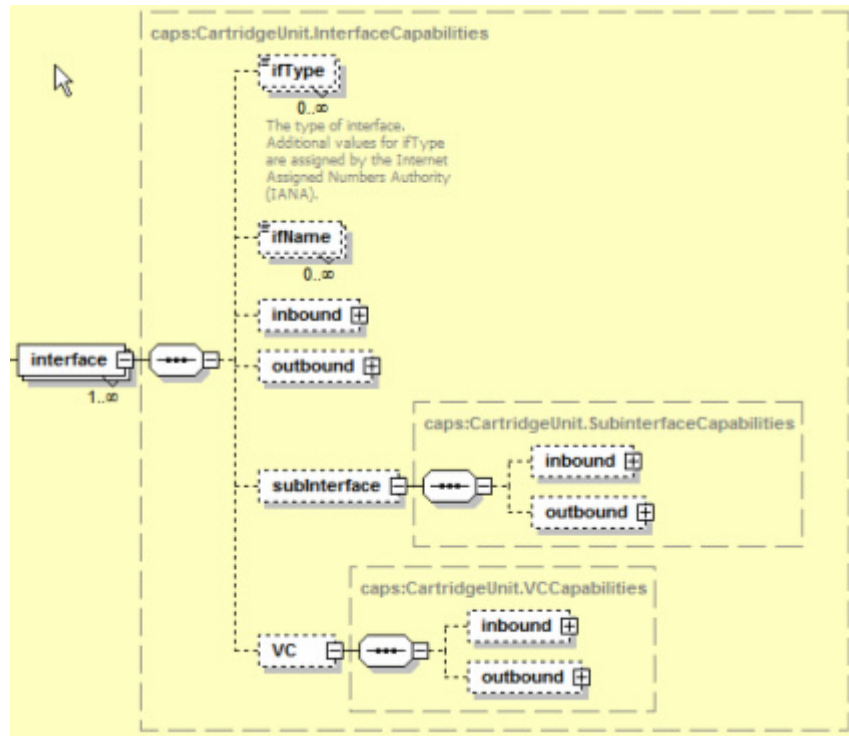 caps:CartridgeUnit.InterfaceCapabilities
ifType
0..∞
The type of interface.
Additional values for ifType
are assigned by the Internet
Assigned Numbers Authority
(IANA).
ifName
0..∞
inbound
outbound
interface
1..∞
caps:CartridgeUnit.SubinterfaceCapabilities
subInterface
inbound
outbound
caps:CartridgeUnit.VCCapabilities
VC
inbound
outbound